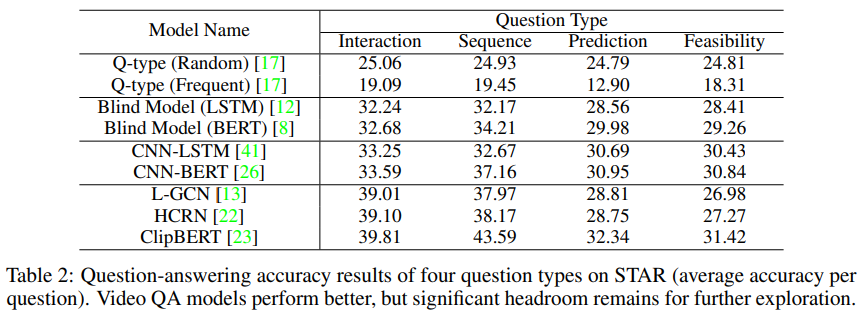 Model Name Question Type
Interaction Sequence Prediction Feasibility
Q-type (Random) [17] 25.06 24.93 24.79 24.81
Q-type (Frequent) [17] 19.09 19.45 12.90 18.31
Blind Model (LSTM) [12] 32.24 32.17 28.56 28.41
Blind Model (BERT) [8] 32.68 34.21 29.98 29.26
CNN-LSTM [41] 33.25 32.67 30.69 30.43
CNN-BERT [26] 33.59 37.16 30.95 30.84
L-GCN [13] 39.01 37.97 28.81 26.98
HCRN [22] 39.10 38.17 28.75 27.27
ClipBERT [23] 39.81 43.59 32.34 31.42
Table 2: Question-answering accuracy results of four question types on STAR (average accuracy per
question). Video QA models perform better, but significant headroom remains for further exploration.